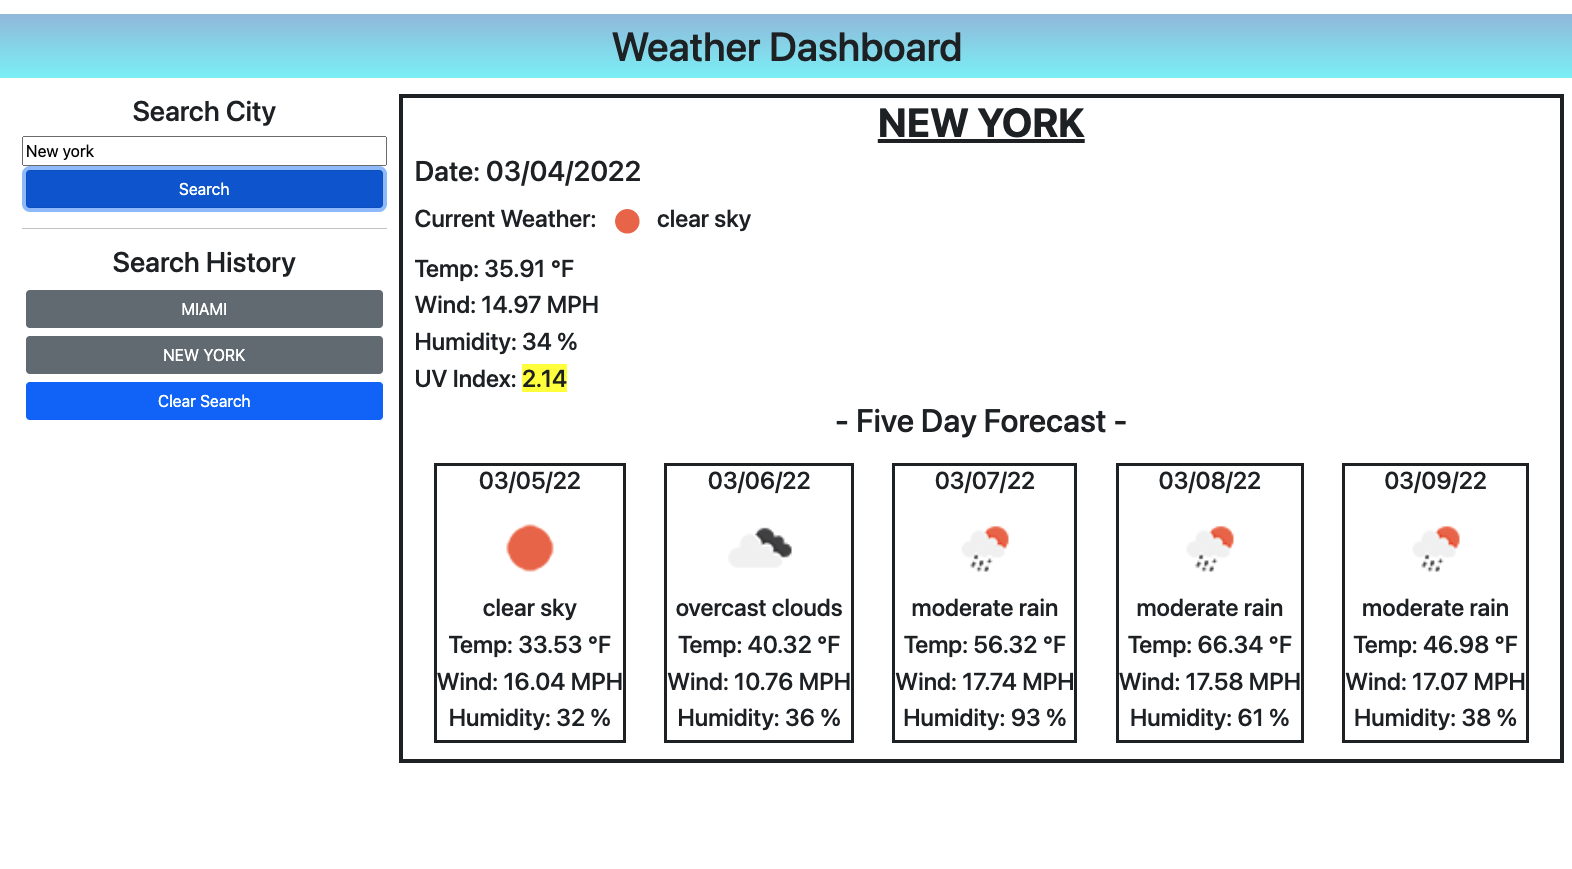 Weather Dashboard
Search City
New york
Search
Search History
MIAMI
NEW YORK
Clear Search
NEW YORK
Date: 03/04/2022
Current Weather: clear sky
Temp: 35.91 °F
Wind: 14.97 MPH
Humidity: 34 %
UV Index: 2.14
- Five Day Forecast -
03/05/22
clear sky
Temp: 33.53 °F
Wind: 16.04 MPH
Humidity: 32 %
03/06/22
overcast clouds
Temp: 40.32 °F
Wind: 10.76 MPH
Humidity: 36 %
03/07/22
moderate rain
Temp: 56.32 °F
Wind: 17.74 MPH
Humidity: 93 %
03/08/22
moderate rain
Temp: 66.34 °F
Wind: 17.58 MPH
Humidity: 61 %
03/09/22
moderate rain
Temp: 46.98 °F
Wind: 17.07 MPH
Humidity: 38 %